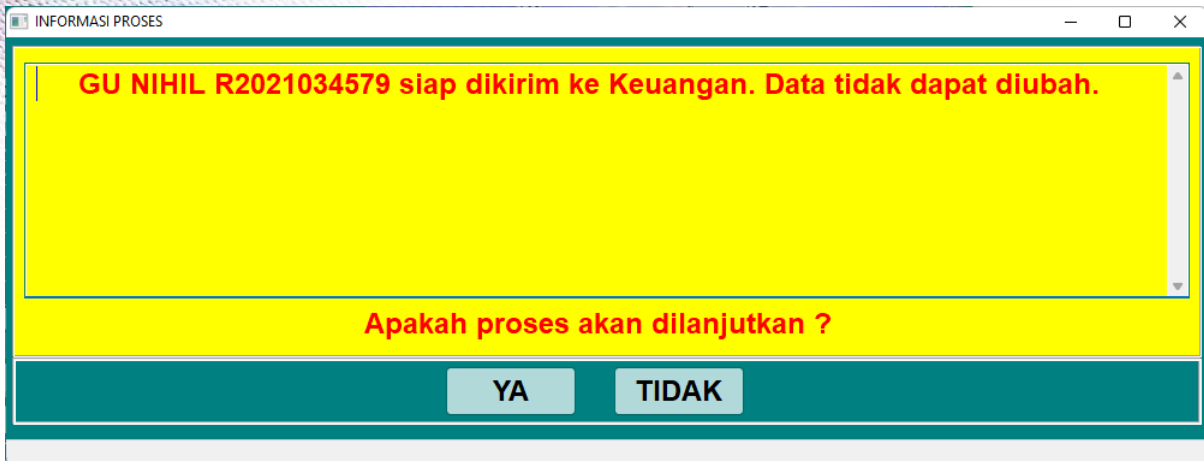 INFORMASI PROSES
GU NIHIL R2021034579 siap dikirim ke Keuangan. Data tidak dapat diubah.
Apakah proses akan dilanjutkan ?
YA
TIDAK